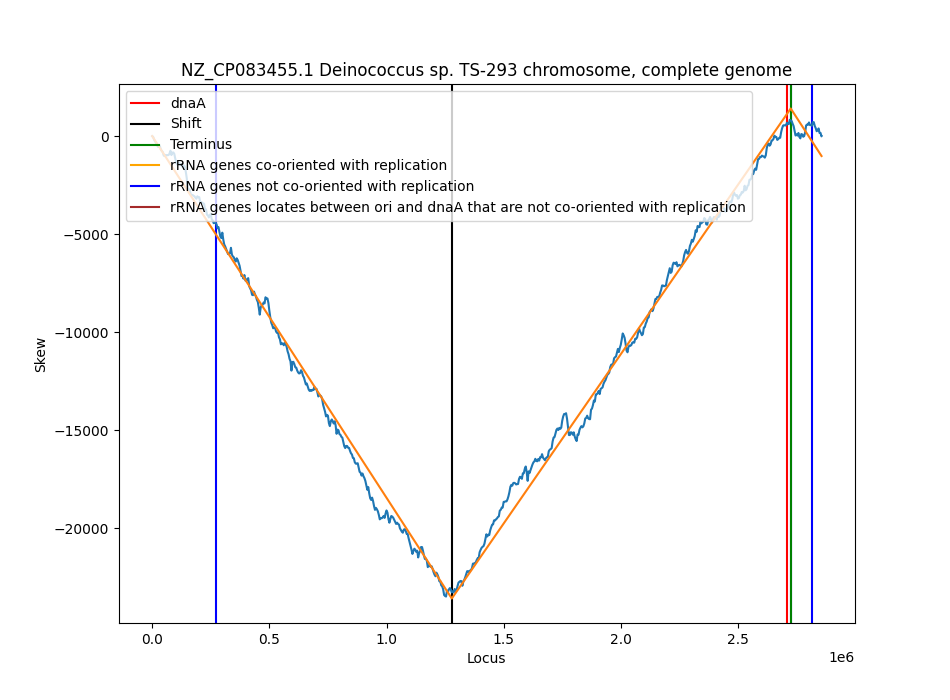 NZ_CP083455.1 Deinococcus sp. TS-293 chromosome, complete genome
dnaA
Shift
Terminus
rRNA genes co-oriented with replication
rRNA genes not co-oriented with replication
rRNA genes locates between ori and dnaA that are not co-oriented with replication
Skew
0
−5000
−10000
−15000
−20000
0.0 0.5 1.0 1.5 2.0 2.5
Locus
1e6